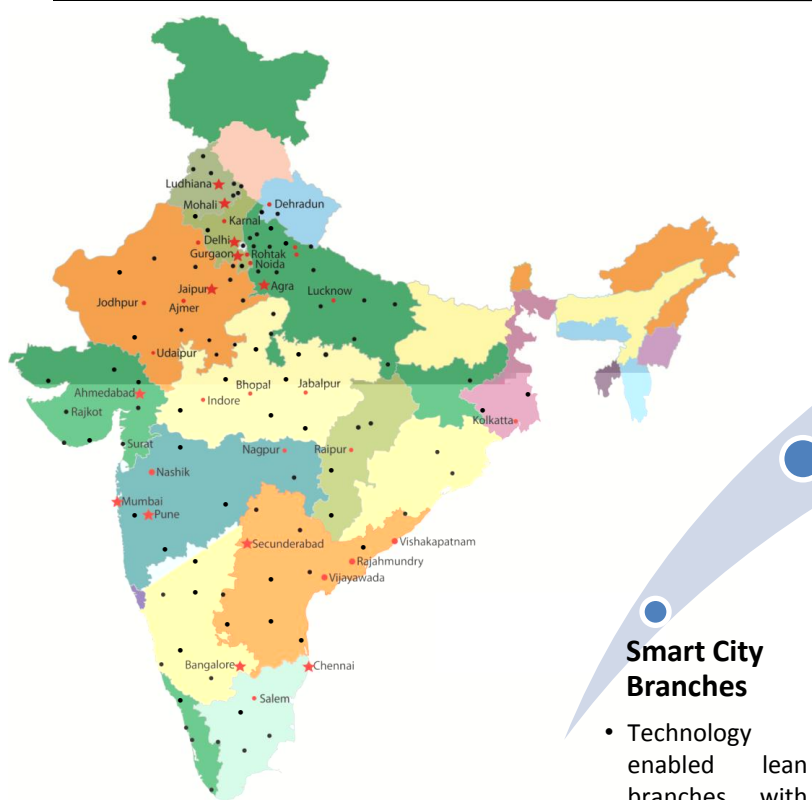 Ludhiana
Mohali
Dehradun
Karnal
Delhi
Gurgaon
Rohtak
Noida
Jaipur
Agra
Lucknow
Jodhpur
Ajmer
Udaipur
Ahmedabad
Bhopal
Jabalpur
Indore
Rajkot
Kolkatta
Surat
Nagpur
Raipur
Nashik
Mumbai
Pune
Secunderabad
Vishakapatnam
Rajahmundry
Vijayawada
Bangalore
Chennai
Salem
Smart City
Branches
• Technology
enabled lean
branches with